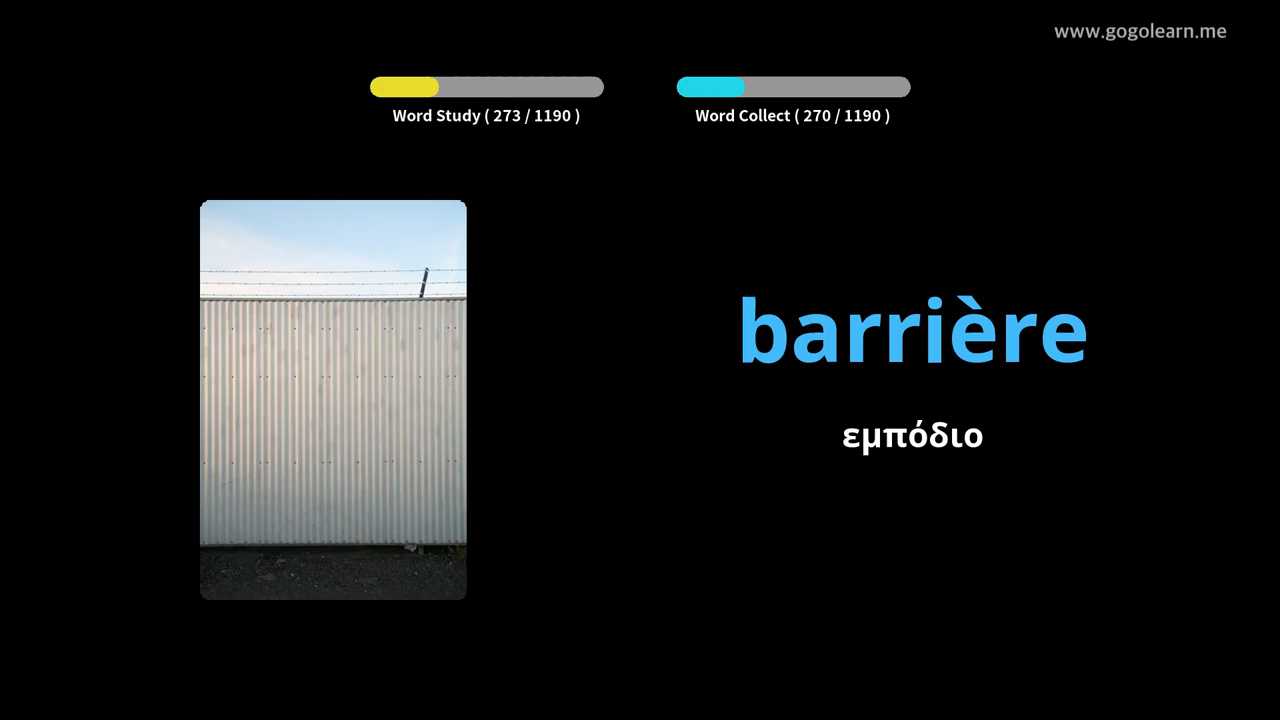 www.gogolearn.me
Word Study ( 273 / 1190 )
Word Collect ( 270 / 1190 )
barrière
εμπόδιο